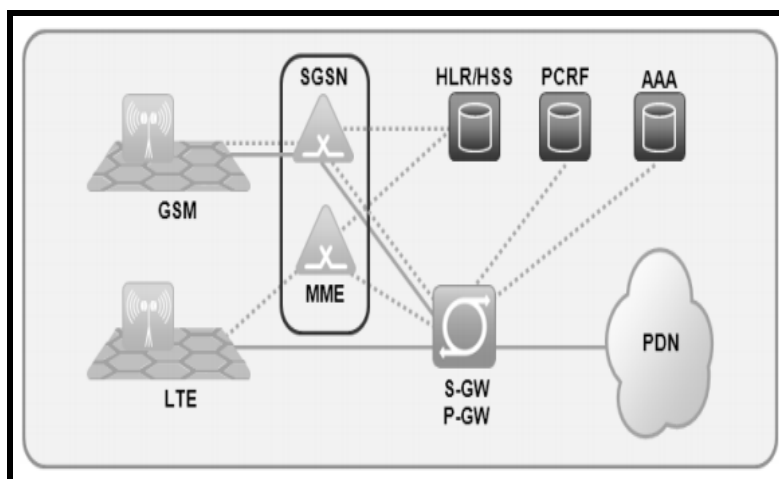 SGSN
HLR/HSS
PCRF
AAA
GSM
MME
LTE
S-GW
P-GW
PDN